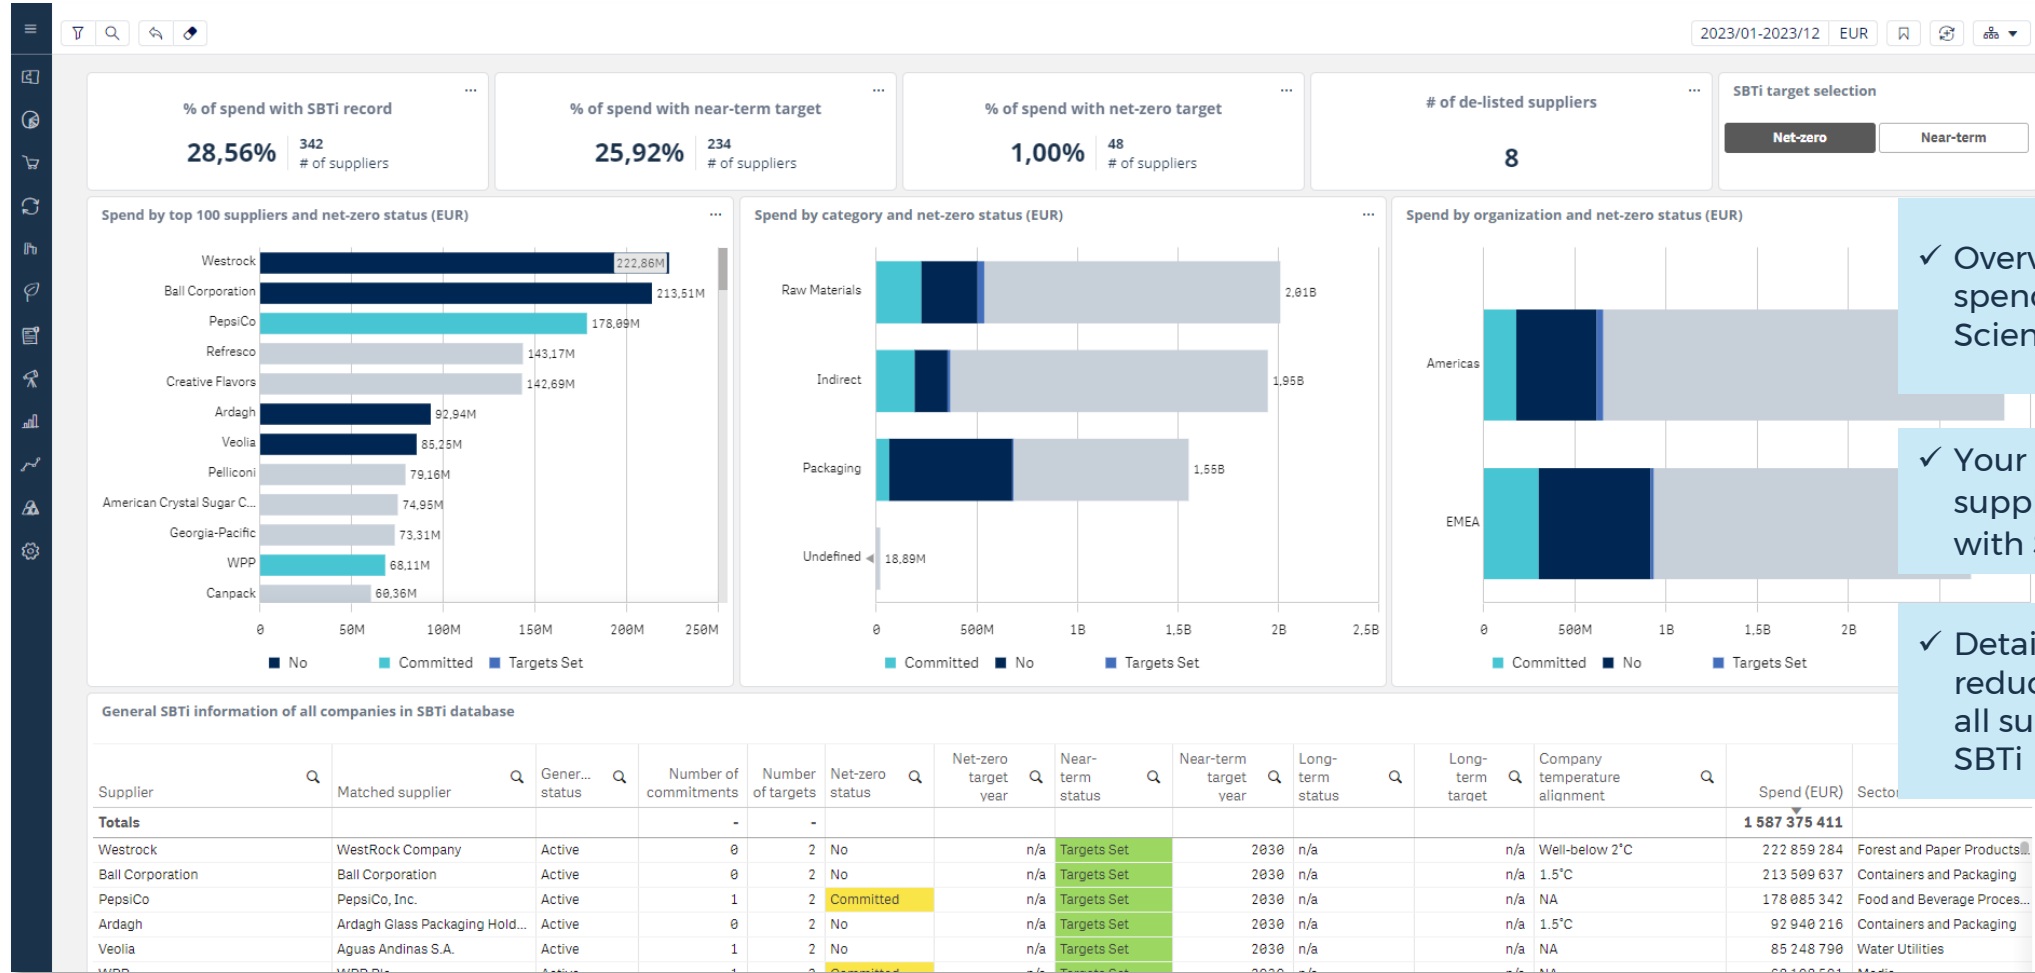 2023/01-2023/12 EUR
% of spend with SBTi record
28,56% 342 # of suppliers
% of spend with near-term target
25,92% 234 # of suppliers
% of spend with net-zero target
1,00% 48 # of suppliers
# of de-listed suppliers
8
SBTi target selection
Net-zero Near-term
Spend by top 100 suppliers and net-zero status (EUR)
Westrock 222,86M
Ball Corporation 213,51M
PepsiCo 178,09M
Refresco 143,17M
Creative Flavors 142,69M
Ardagh 92,94M
Veolia 85,25M
Pelliconi 79,16M
American Crystal Sugar C... 74,95M
Georgia-Pacific 73,31M
WPP 68,11M
Canpack 60,36M
0 50M 100M 150M 200M 250M
No Committed Targets Set
Spend by category and net-zero status (EUR)
Raw Materials 2,01B
Indirect 1,95B
Packaging 1,55B
Undefined 18,89M
0 500M 1B 1,5B 2B 2,5B
Committed No Targets Set
Spend by organization and net-zero status (EUR)
Americas
EMEA
0 500M 1B 1,5B 2B
Committed No Targets Set
✓ Over
spen
Scien
✓ Your
supp
with
✓ Detai
redu
all su
SBTi
General SBTi information of all companies in SBTi database
Supplier Matched supplier Gener... status Number of commitments Number of targets Net-zero status Net-zero target year Near-term status Near-term target year Long-term status Long-term target Company temperature alignment Spend (EUR) Secto
Totals - - 1 587 375 411
Westrock WestRock Company Active 0 2 No n/a Targets Set 2030 n/a n/a Well-below 2°C 222 859 284 Forest and Paper Products...
Ball Corporation Ball Corporation Active 0 2 No n/a Targets Set 2030 n/a n/a 1.5°C 213 509 637 Containers and Packaging
PepsiCo PepsiCo, Inc. Active 1 2 Committed n/a Targets Set 2030 n/a n/a NA 178 085 342 Food and Beverage Proces...
Ardagh Ardagh Glass Packaging Hold... Active 0 2 No n/a Targets Set 2030 n/a n/a 1.5°C 92 940 216 Containers and Packaging
Veolia Aguas Andinas S.A. Active 1 2 No n/a Targets Set 2030 n/a n/a NA 85 248 790 Water Utilities